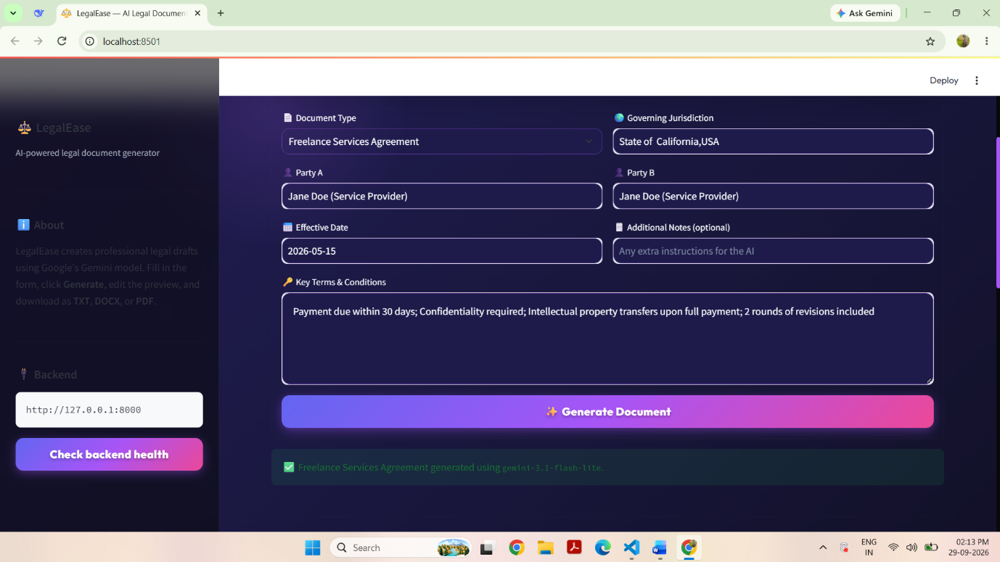 LegalEase — AI Legal Documen
Ask Gemini
localhost:8501
Deploy
LegalEase
AI-powered legal document generator
About
LegalEase creates professional legal drafts
using Google's Gemini model. Fill in the
form, click Generate, edit the preview, and
download as TXT, DOCX, or PDF.
Backend
http://127.0.0.1:8000
Check backend health
Document Type
Governing Jurisdiction
Freelance Services Agreement
State of  California,USA
Party A
Party B
Jane Doe (Service Provider)
Jane Doe (Service Provider)
Effective Date
Additional Notes (optional)
2026-05-15
Any extra instructions for the AI
Key Terms & Conditions
Payment due within 30 days; Confidentiality required; Intellectual property transfers upon full payment; 2 rounds of revisions included
✨ Generate Document
✅ Freelance Services Agreement generated using gemini-3.1-flash-lite.
Search
ENG
IN
02:13 PM
29-09-2026